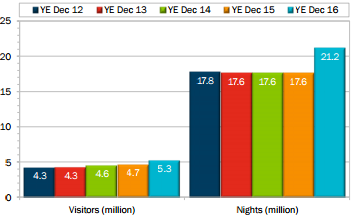 YE Dec 12 YE Dec 13 YE Dec 14 YE Dec 15 YE Dec 16
25
20
15
10
5
0
4.3 4.3 4.6 4.7 5.3
17.8 17.6 17.6 17.6 21.2
Visitors (million) Nights (million)